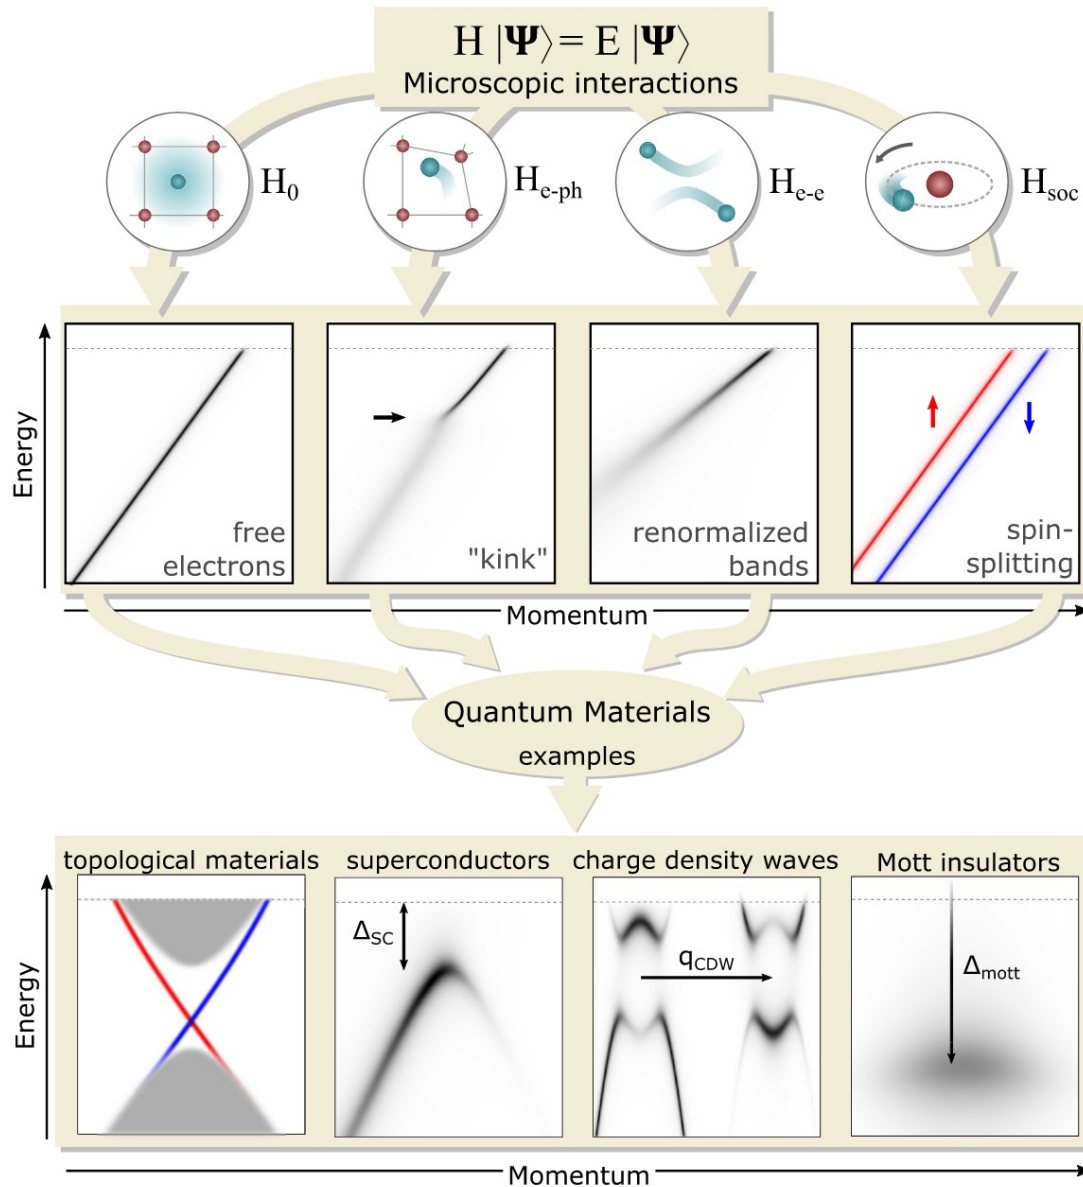 H |Ψ⟩= E |Ψ⟩
Microscopic interactions
H0
He-ph
He-e
Hsoc
Energy
free
electrons
"kink"
renormalized
bands
spin-
splitting
Momentum
Quantum Materials
examples
topological materials
superconductors
charge density waves
Mott insulators
Energy
ΔSC
qCDW
Δmott
Momentum